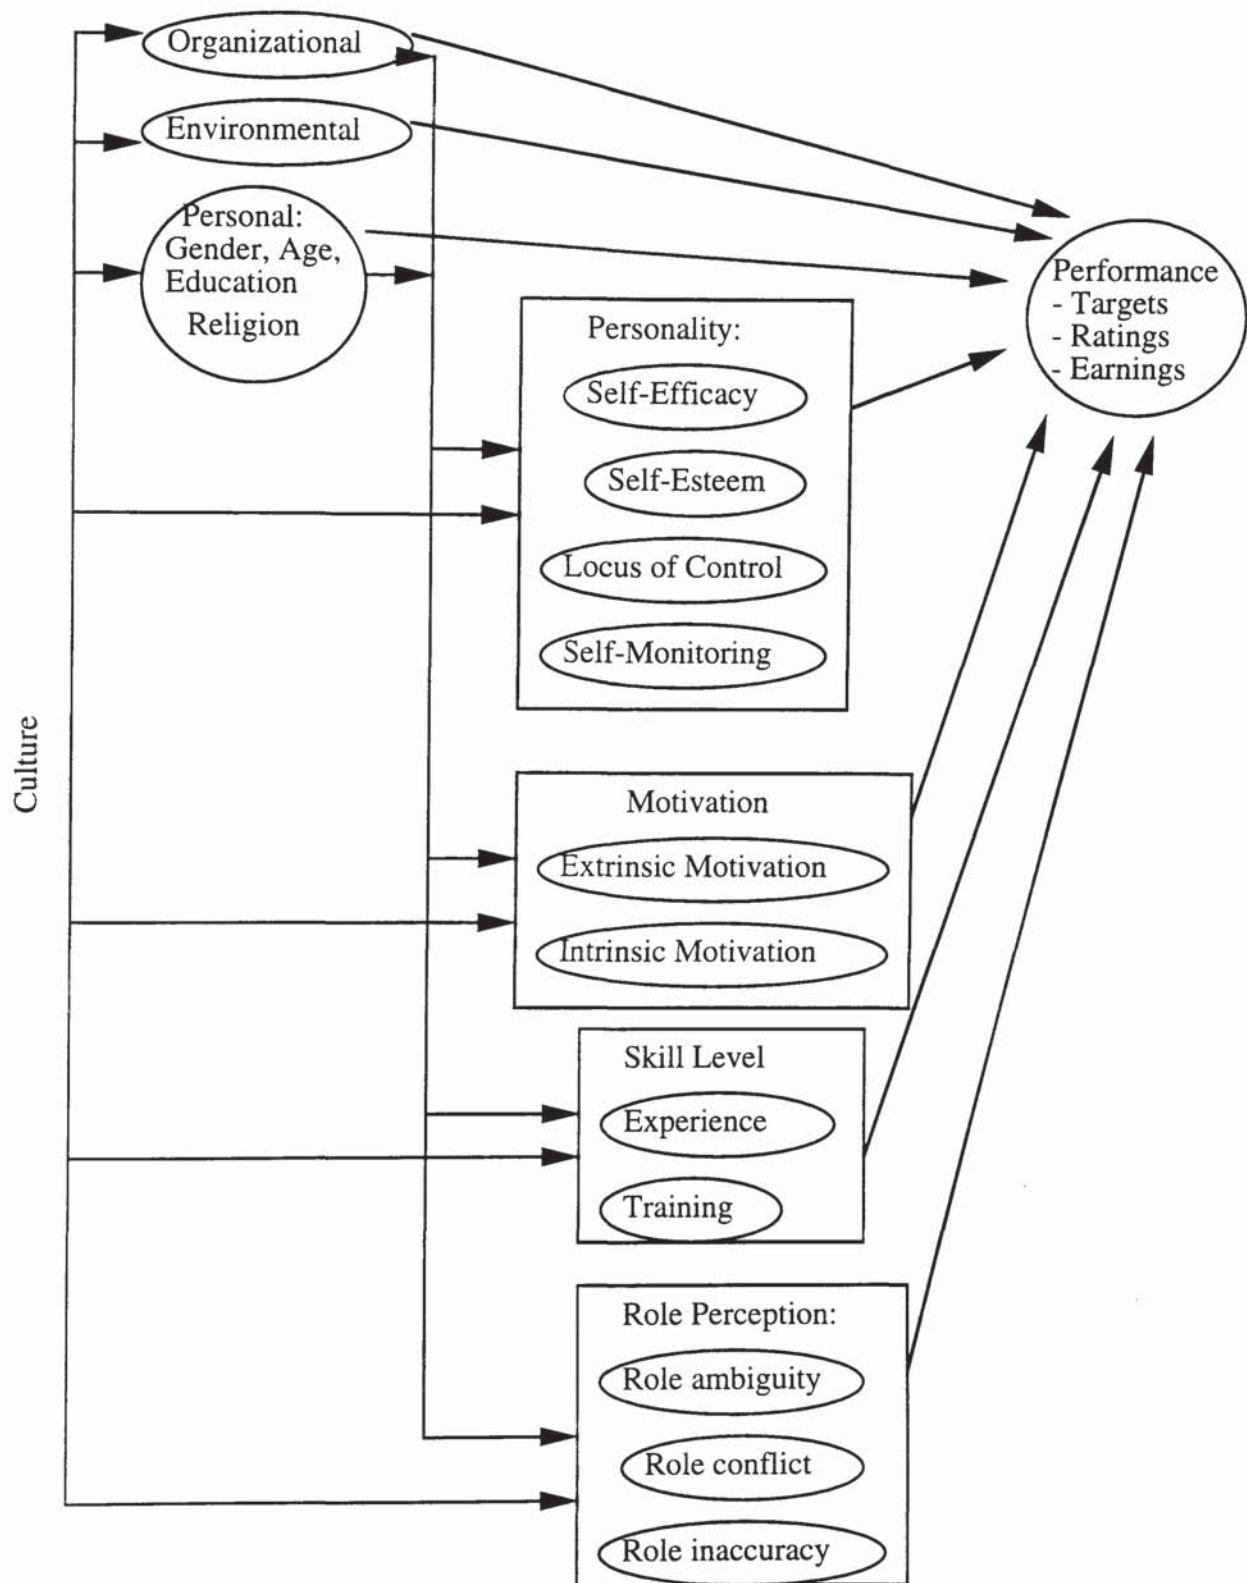 Organizational
Environmental
Personal:
Gender, Age,
Education
Religion
Performance
- Targets
- Ratings
- Earnings
Personality:
Self-Efficacy
Self-Esteem
Locus of Control
Self-Monitoring
Culture
Motivation
Extrinsic Motivation
Intrinsic Motivation
Skill Level
Experience
Training
Role Perception:
Role ambiguity
Role conflict
Role inaccuracy